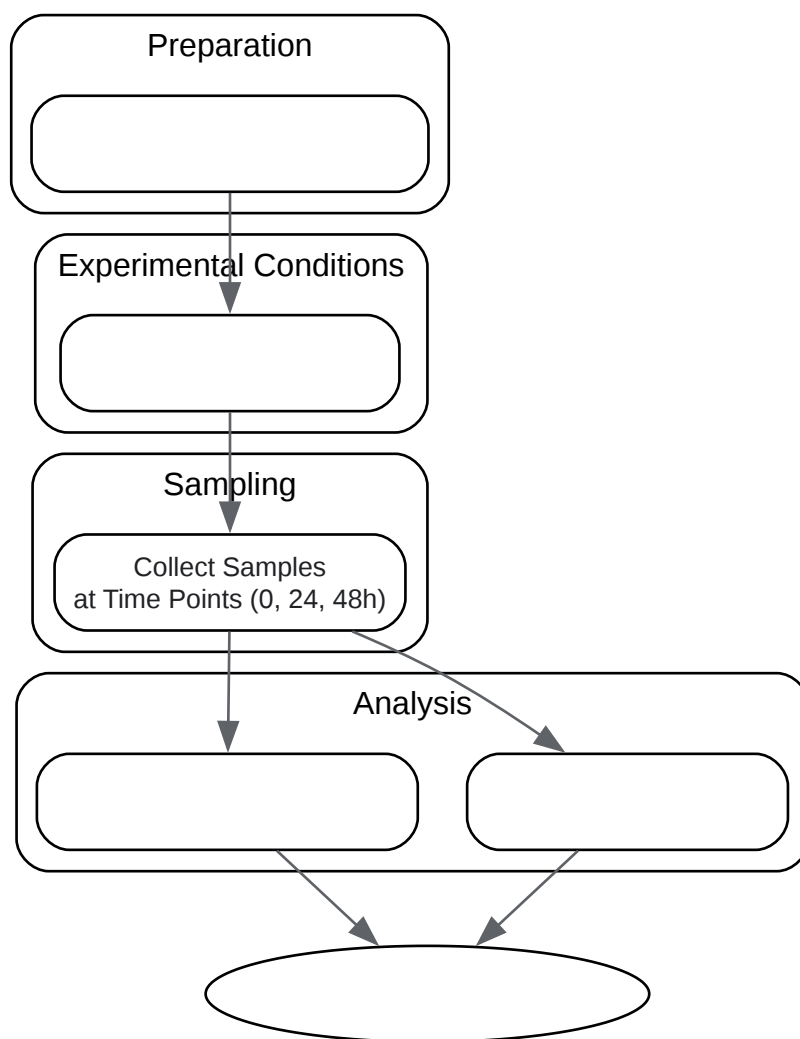 Preparation
Experimental Conditions
Sampling
Collect Samples
at Time Points (0, 24, 48h)
Analysis